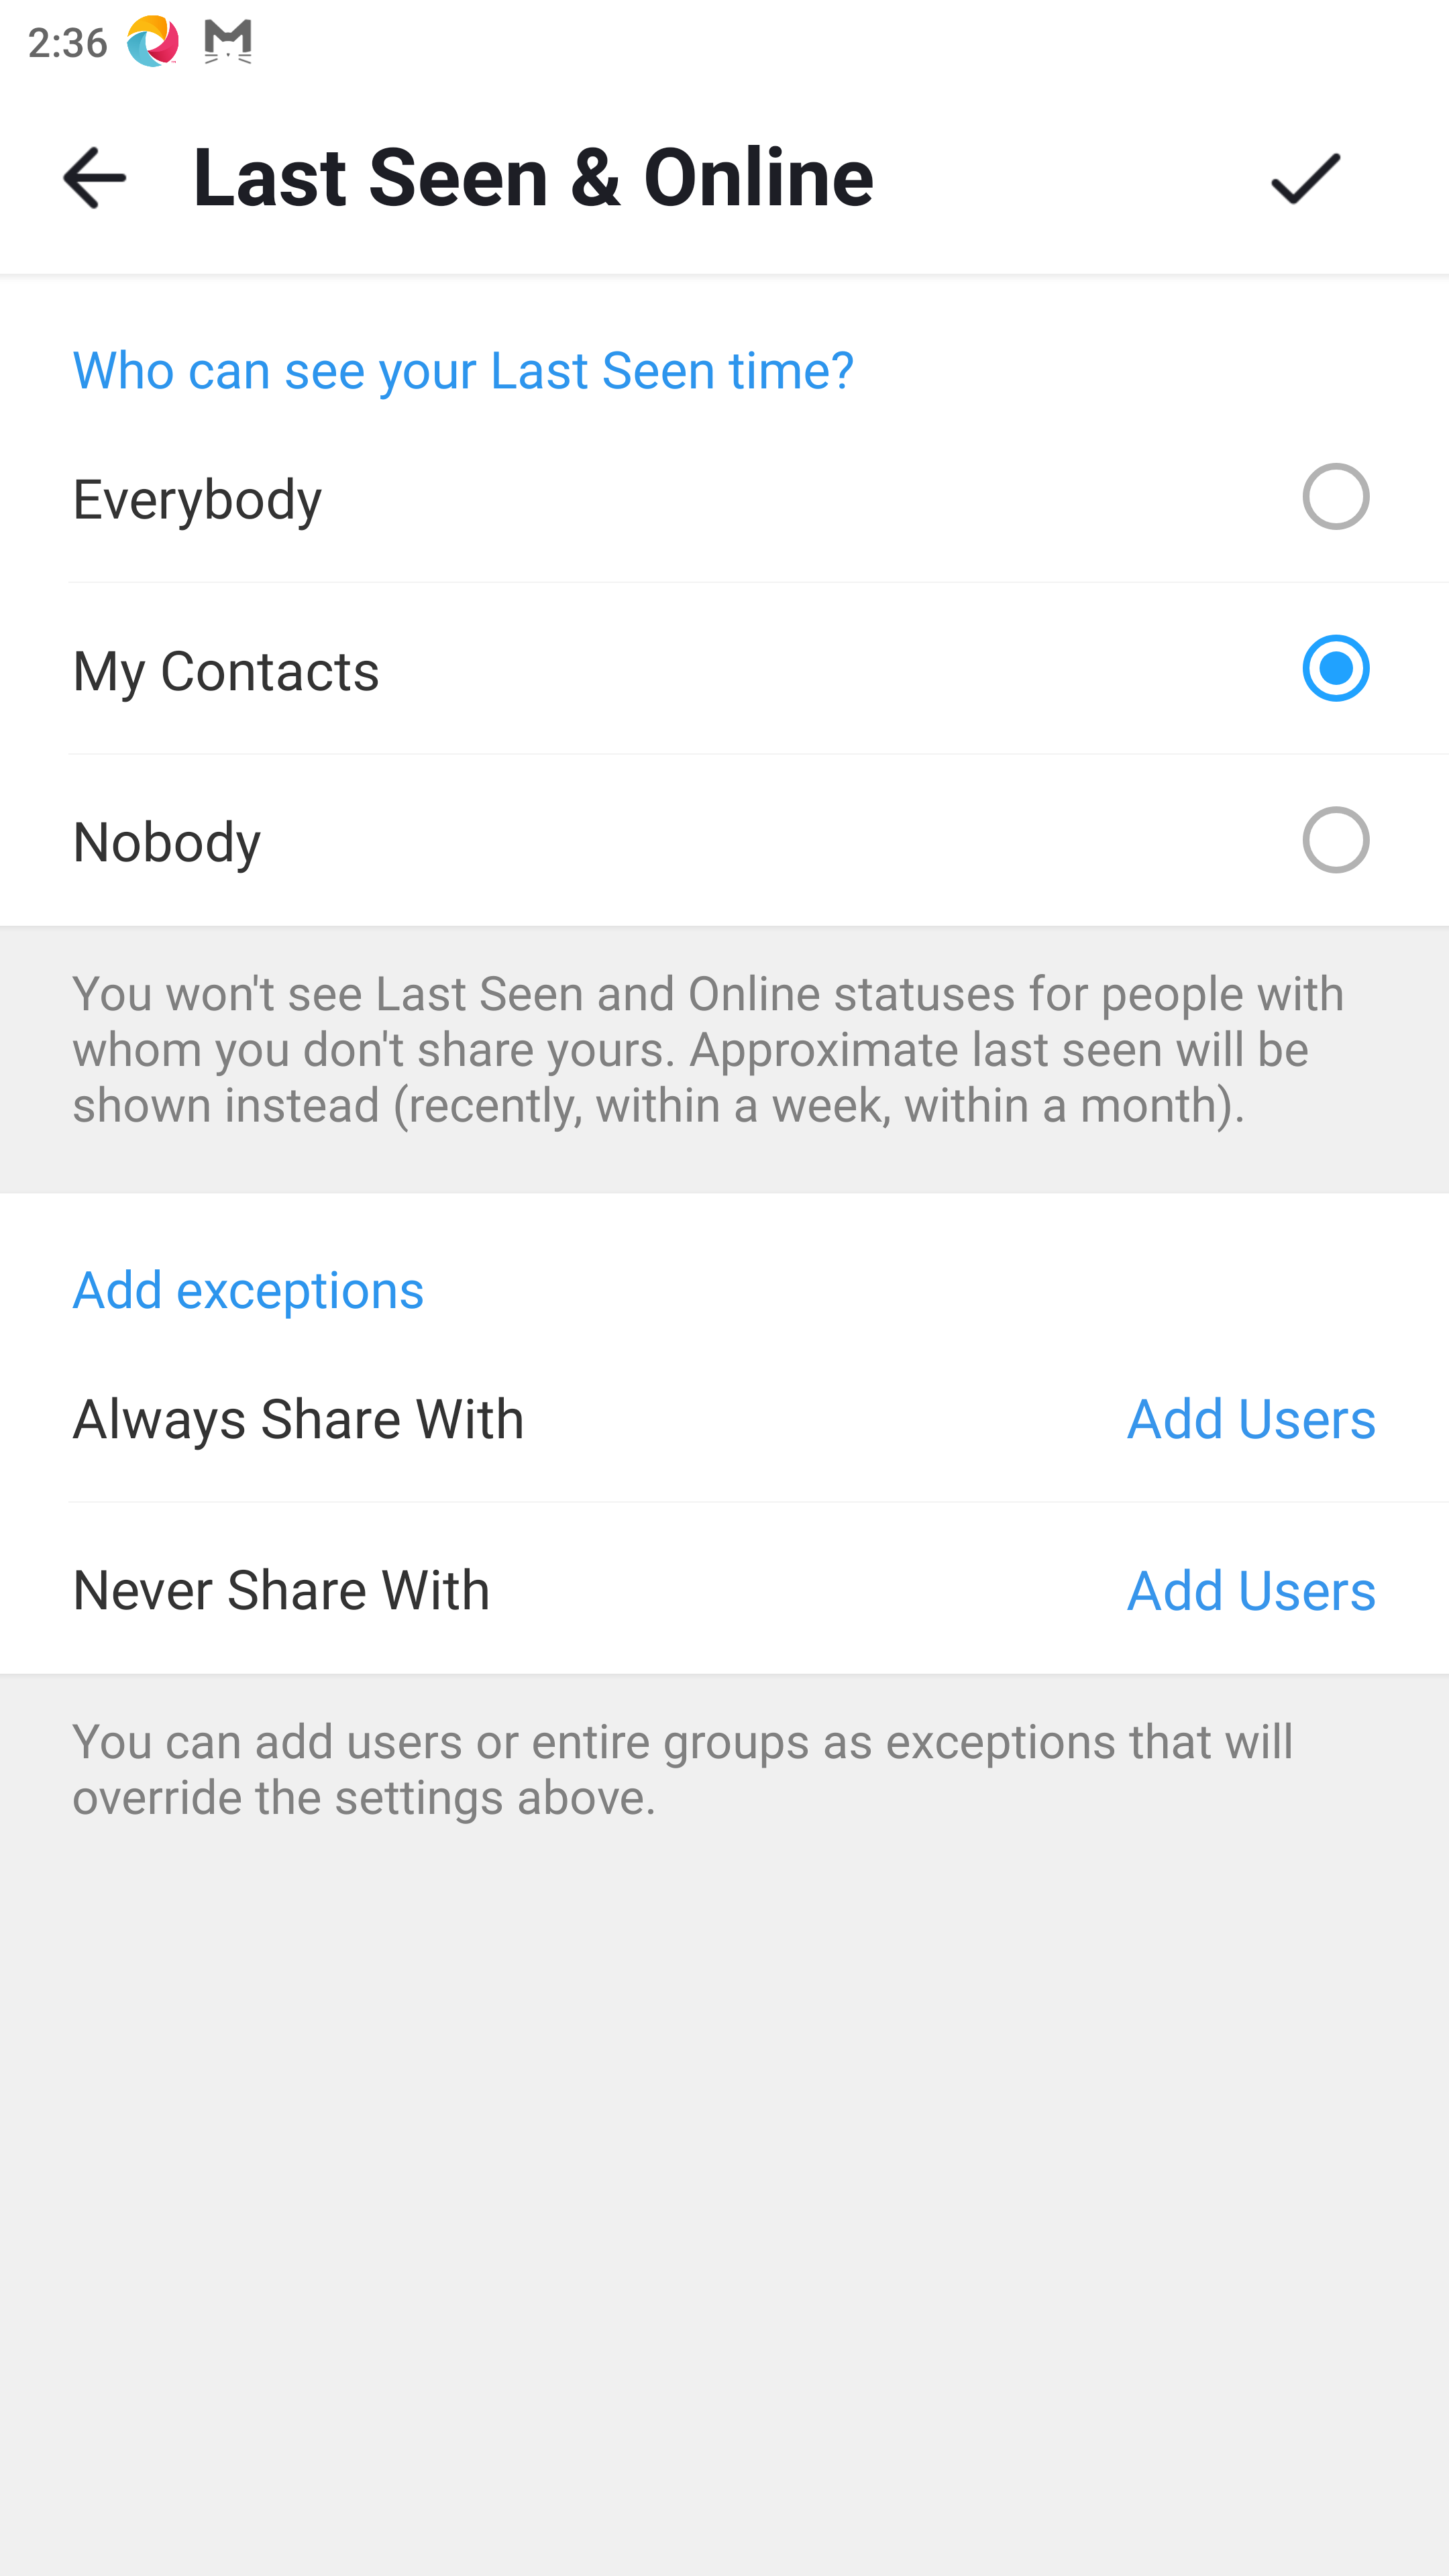 2:36
Last Seen & Online
Who can see your Last Seen time?
Everybody
My Contacts
Nobody
You won't see Last Seen and Online statuses for people with
whom you don't share yours. Approximate last seen will be
shown instead (recently, within a week, within a month).
Add exceptions
Always Share With Add Users
Never Share With Add Users
You can add users or entire groups as exceptions that will
override the settings above.